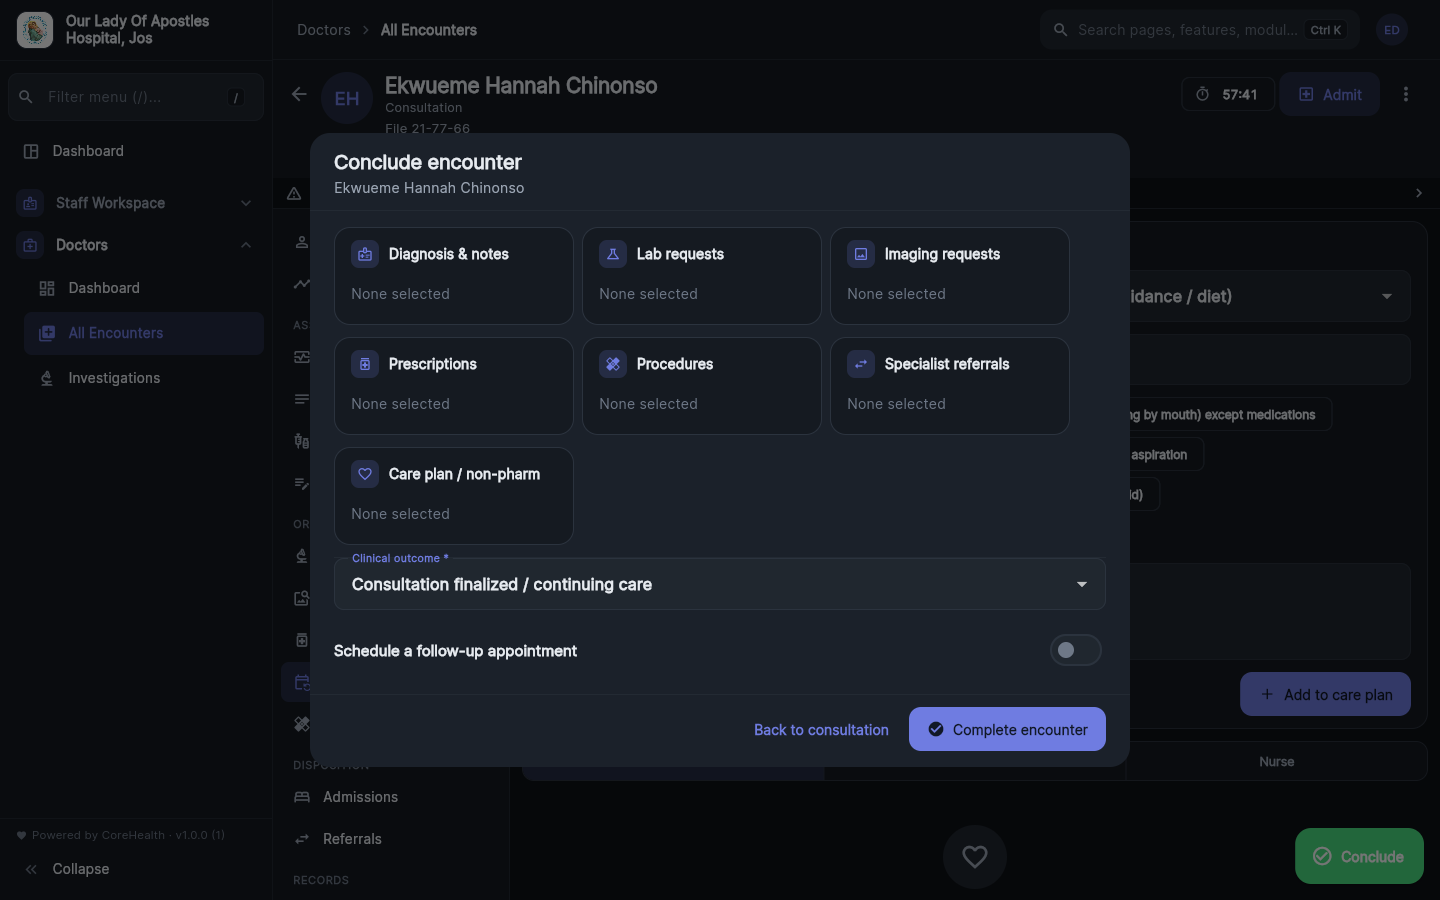 Our Lady Of Apostles
Hospital, Jos
Doctors
All Encounters
Search pages, features, modul...
Ctrl K
ED
Filter menu (/)...
/
Dashboard
Staff Workspace
Doctors
Dashboard
All Encounters
Investigations
EH
Ekwueme Hannah Chinonso
Consultation
File 21-77-66
57:41
Admit
Conclude encounter
Ekwueme Hannah Chinonso
Diagnosis & notes
None selected
Lab requests
None selected
Imaging requests
None selected
Prescriptions
None selected
Procedures
None selected
Specialist referrals
None selected
Care plan / non-pharm
None selected
Clinical outcome *
Consultation finalized / continuing care
Schedule a follow-up appointment
Back to consultation
Complete encounter
idance / diet)
ng by mouth) except medications
aspiration
id)
Add to care plan
Nurse
AS
OR
DISPOSITION
Admissions
Referrals
RECORDS
Powered by CoreHealth · v1.0.0 (1)
Collapse
Conclude